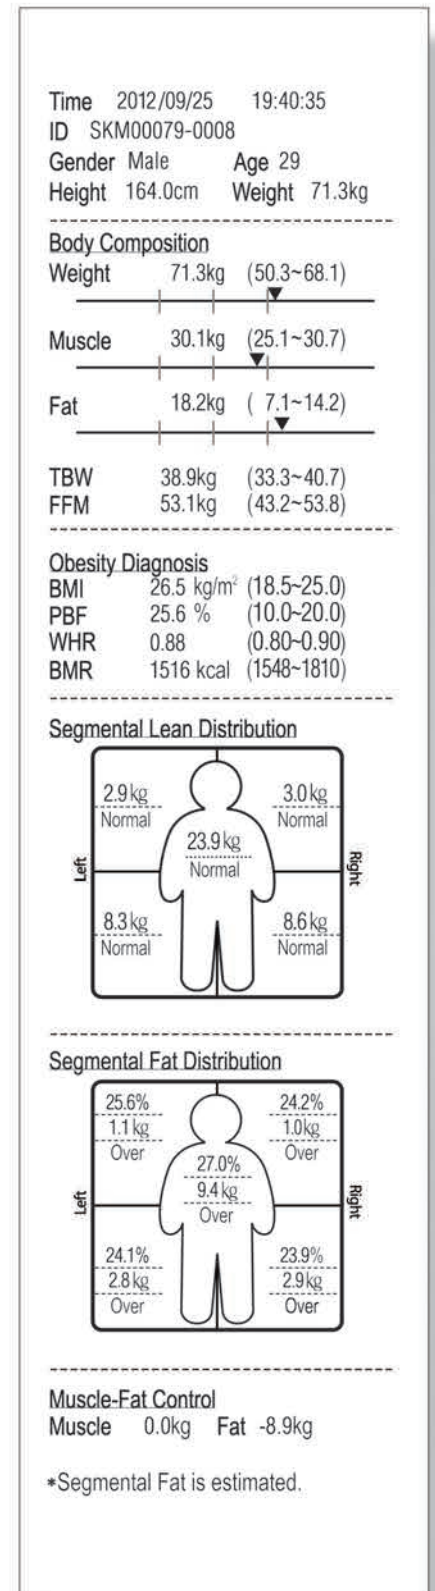 Time 2012/09/25 19:40:35
ID SKM00079-0008
Gender Male Age 29
Height 164.0cm Weight 71.3kg
Body Composition
Weight 71.3kg (50.3~68.1)
Muscle 30.1kg (25.1~30.7)
Fat 18.2kg ( 7.1~14.2)
TBW 38.9kg (33.3~40.7)
FFM 53.1kg (43.2~53.8)
Obesity Diagnosis
BMI 26.5 kg/m² (18.5~25.0)
PBF 25.6 % (10.0~20.0)
WHR 0.88 (0.80~0.90)
BMR 1516 kcal (1548~1810)
Segmental Lean Distribution
2.9kg 3.0kg
Normal Normal
23.9kg
Normal
Left Right
8.3kg 8.6kg
Normal Normal
Segmental Fat Distribution
25.6% 24.2%
1.1kg 1.0kg
Over Over
27.0%
9.4kg
Over
Left Right
24.1% 23.9%
2.8kg 2.9kg
Over Over
Muscle-Fat Control
Muscle 0.0kg Fat -8.9kg
*Segmental Fat is estimated.